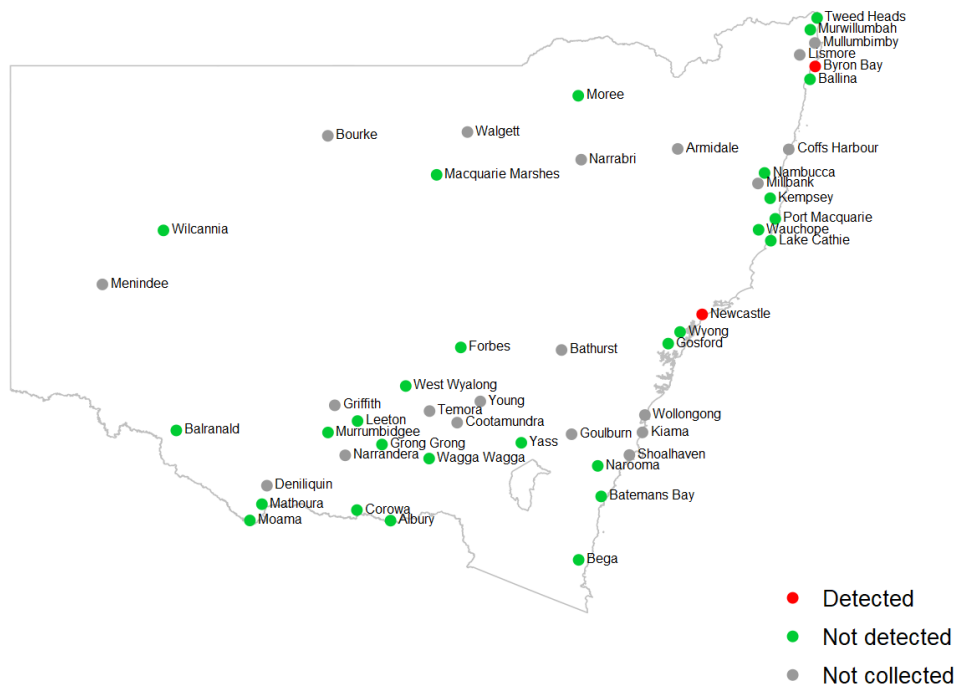 Tweed Heads
Murwillumbah
Mullumbimby
Lismore
Byron Bay
Ballina
Moree
Bourke
Walgett
Narrabri
Armidale
Coffs Harbour
Macquarie Marshes
Nambucca
Millbank
Kempsey
Port Macquarie
Wauchope
Lake Cathie
Wilcannia
Menindee
Newcastle
Wyong
Gosford
Forbes
Bathurst
West Wyalong
Young
Griffith
Temora
Leeton
Cootamundra
Wollongong
Balranald
Murrumbidgee
Goulburn
Kiama
Grong Grong
Yass
Narrandera
Wagga Wagga
Shoalhaven
Narooma
Deniliquin
Batemans Bay
Mathoura
Corowa
Moama
Albury
Bega
Detected
Not detected
Not collected